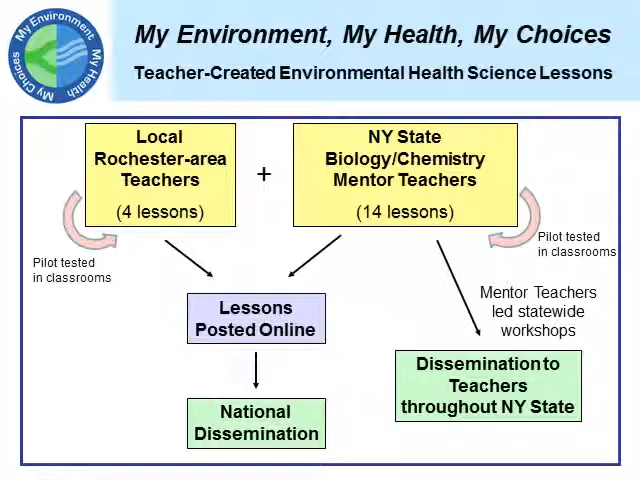 My Environment
My Health
My Choices
My Environment, My Health, My Choices
Teacher-Created Environmental Health Science Lessons
Local
Rochester-area
Teachers
(4 lessons)
+
NY State
Biology/Chemistry
Mentor Teachers
(14 lessons)
Pilot tested
in classrooms
Pilot tested
in classrooms
Lessons
Posted Online
Mentor Teachers
led statewide
workshops
National
Dissemination
Dissemination to
Teachers
throughout NY State